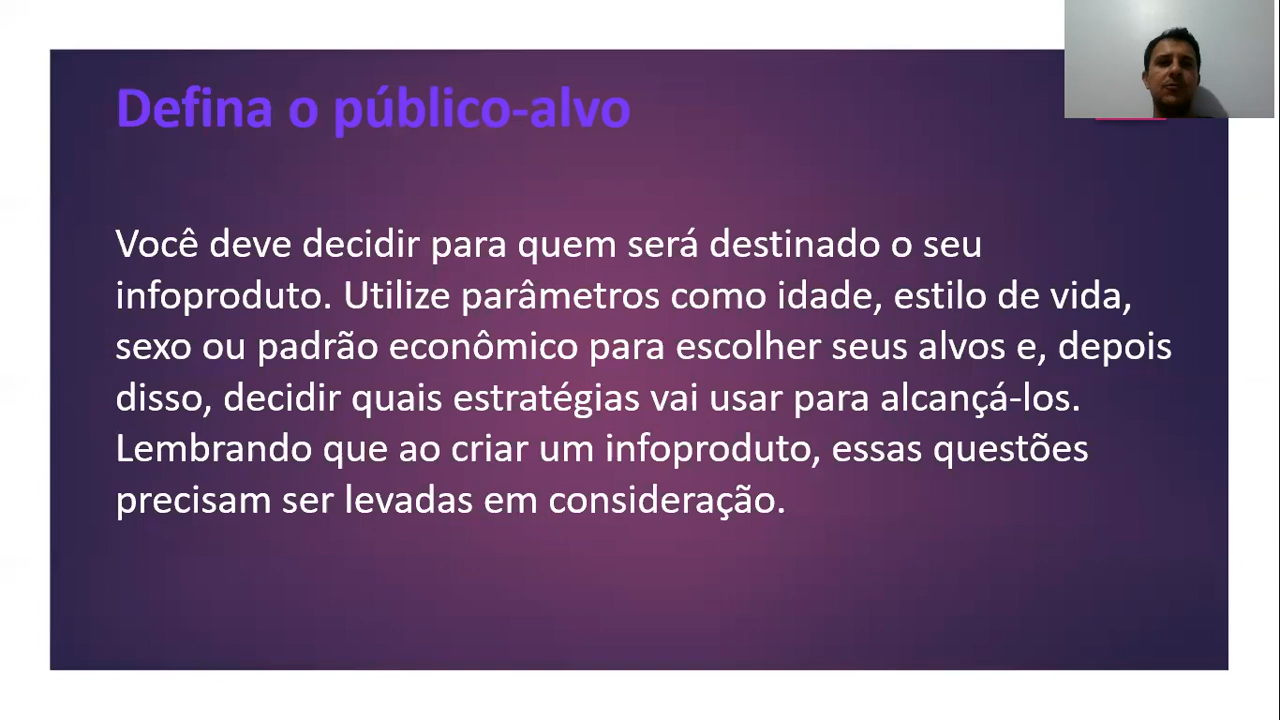 Defina o público-alvo
Você deve decidir para quem será destinado o seu
infoproduto. Utilize parâmetros como idade, estilo de vida,
sexo ou padrão econômico para escolher seus alvos e, depois
disso, decidir quais estratégias vai usar para alcançá-los.
Lembrando que ao criar um infoproduto, essas questões
precisam ser levadas em consideração.